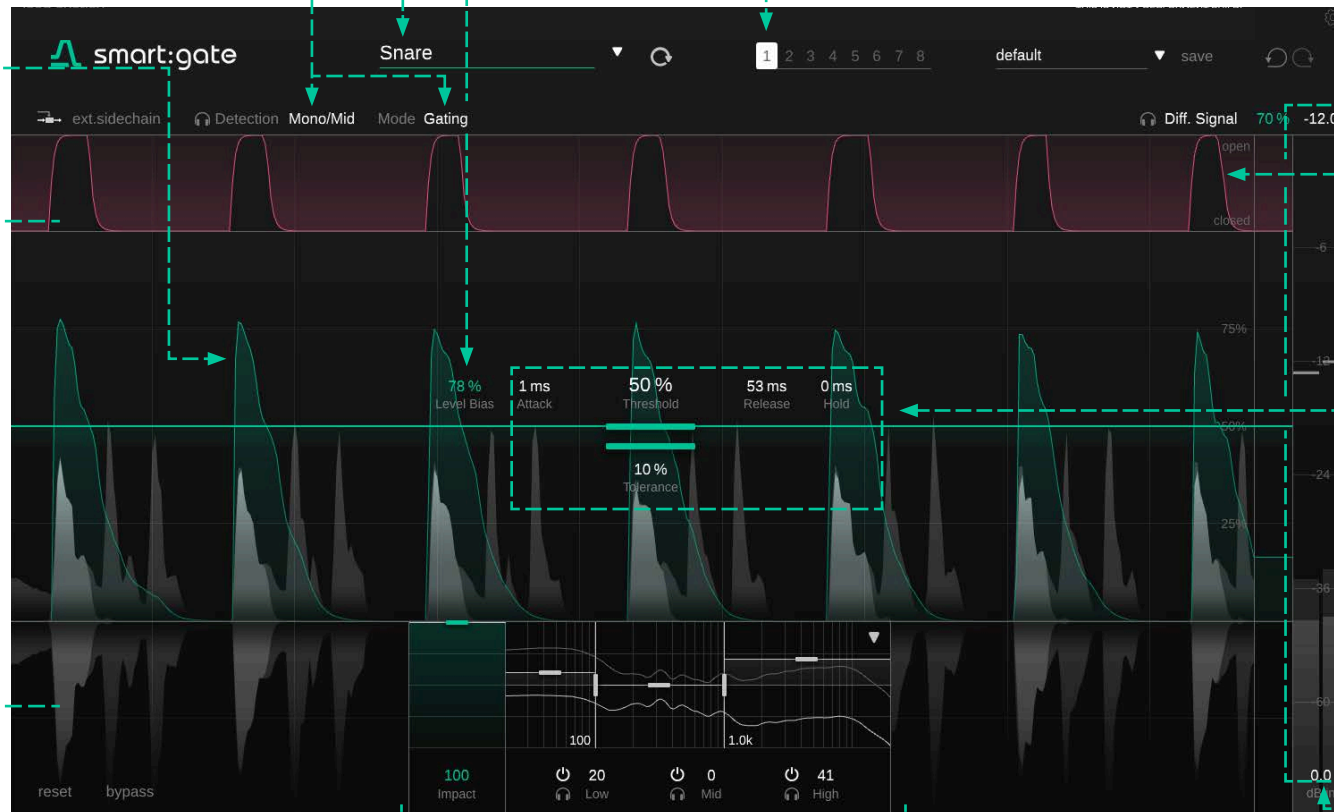 smart:gate
Snare
1 2 3 4 5 6 7 8
default
save
ext.sidechain
Detection Mono/Mid
Mode Gating
Diff. Signal
70 %
-12.0
open
closed
-6
75%
-12
78 %
Level Bias
1 ms
Attack
50 %
Threshold
53 ms
Release
0 ms
Hold
50%
10 %
Tolerance
-24
25%
-36
-60
100
1.0k
100
Impact
20
Low
0
Mid
41
High
reset
bypass
0.0